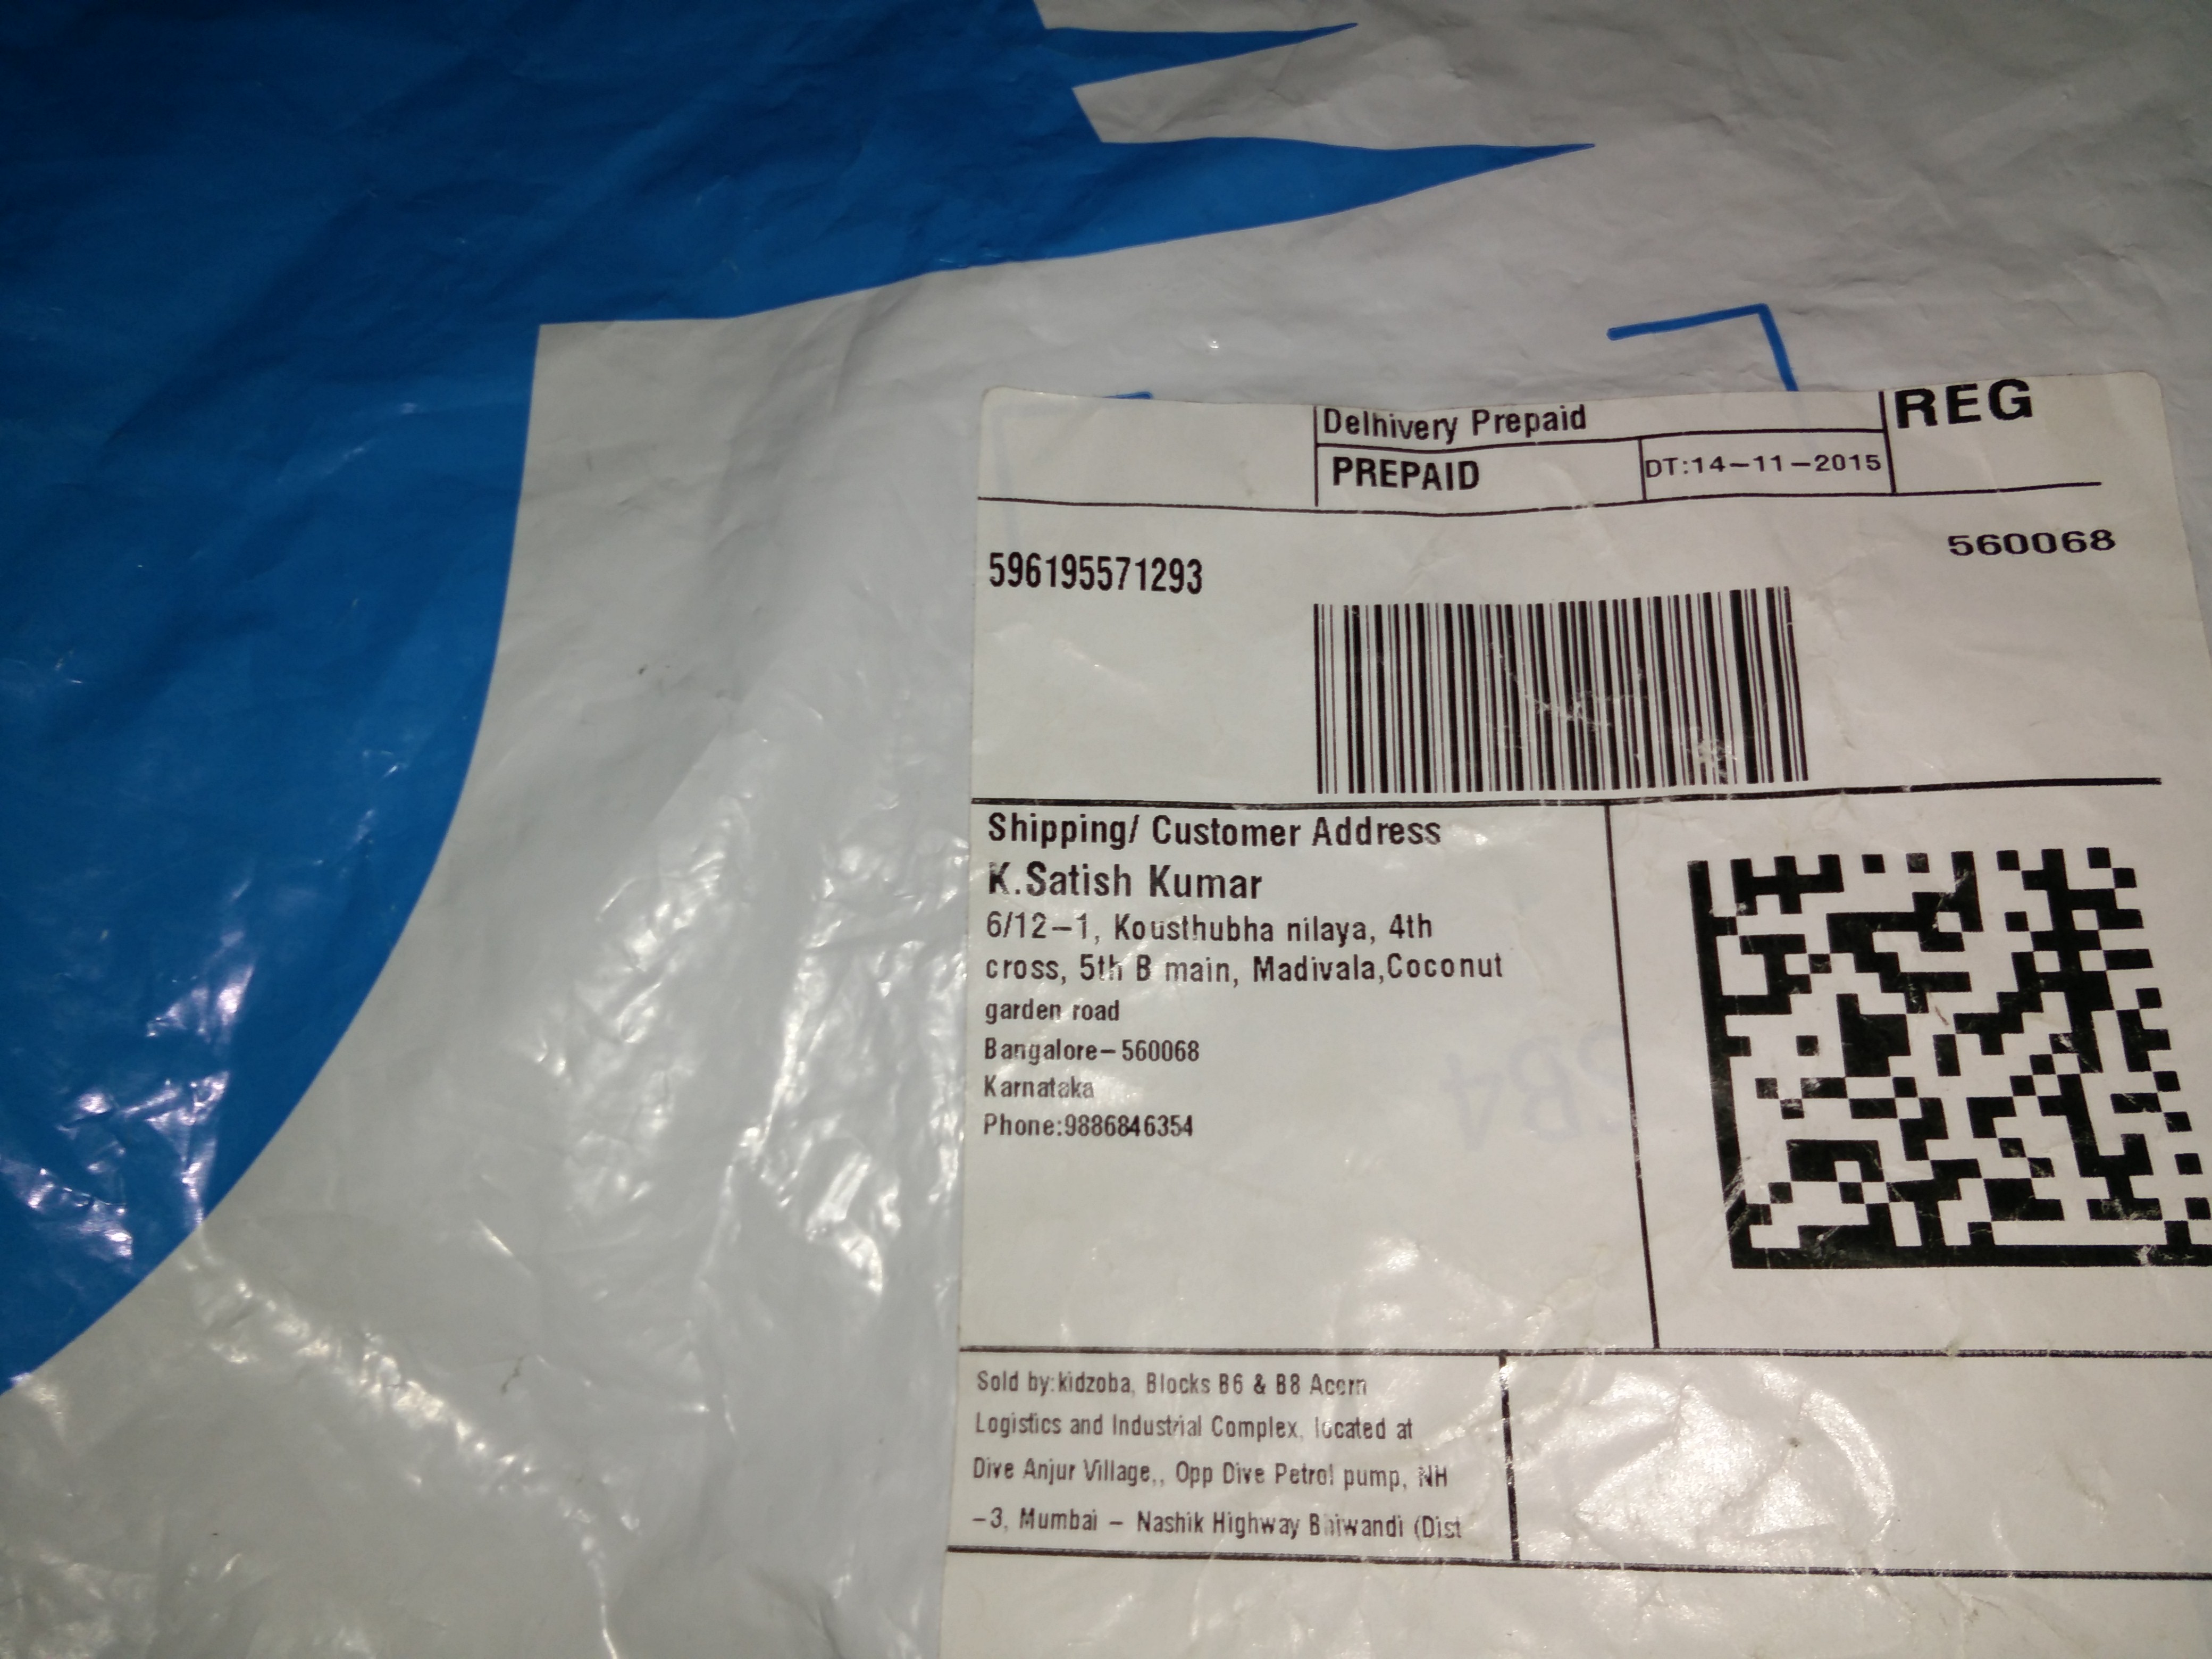 Delhivery Prepaid
REG
PREPAID
DT:14-11-2015
560068
596195571293
Shipping/ Customer Address
K.Satish Kumar
6/12-1, Kousthubha nilaya, 4th
cross, 5th B main, Madivala,Coconut
garden road
Bangalore-560068
Karnataka
Phone:9886846354
Sold by:kidzoba, Blocks B6 & B8 Acorn
Logistics and Industrial Complex, located at
Dive Anjur Village,, Opp Dive Petrol pump, NH
-3, Mumbai - Nashik Highway Bhiwandi (Dist